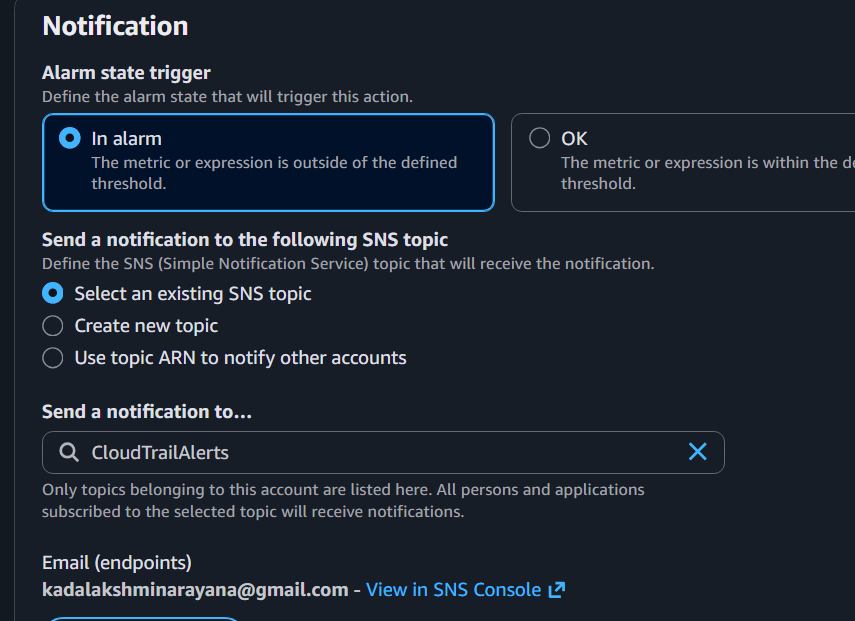 Notification
Alarm state trigger
Define the alarm state that will trigger this action.
In alarm
The metric or expression is outside of the defined
threshold.
OK
The metric or expression is within the
threshold.
Send a notification to the following SNS topic
Define the SNS (Simple Notification Service) topic that will receive the notification.
Select an existing SNS topic
Create new topic
Use topic ARN to notify other accounts
Send a notification to...
CloudTrailAlerts
Only topics belonging to this account are listed here. All persons and applications
subscribed to the selected topic will receive notifications.
Email (endpoints)
kadalakshminarayana@gmail.com - View in SNS Console